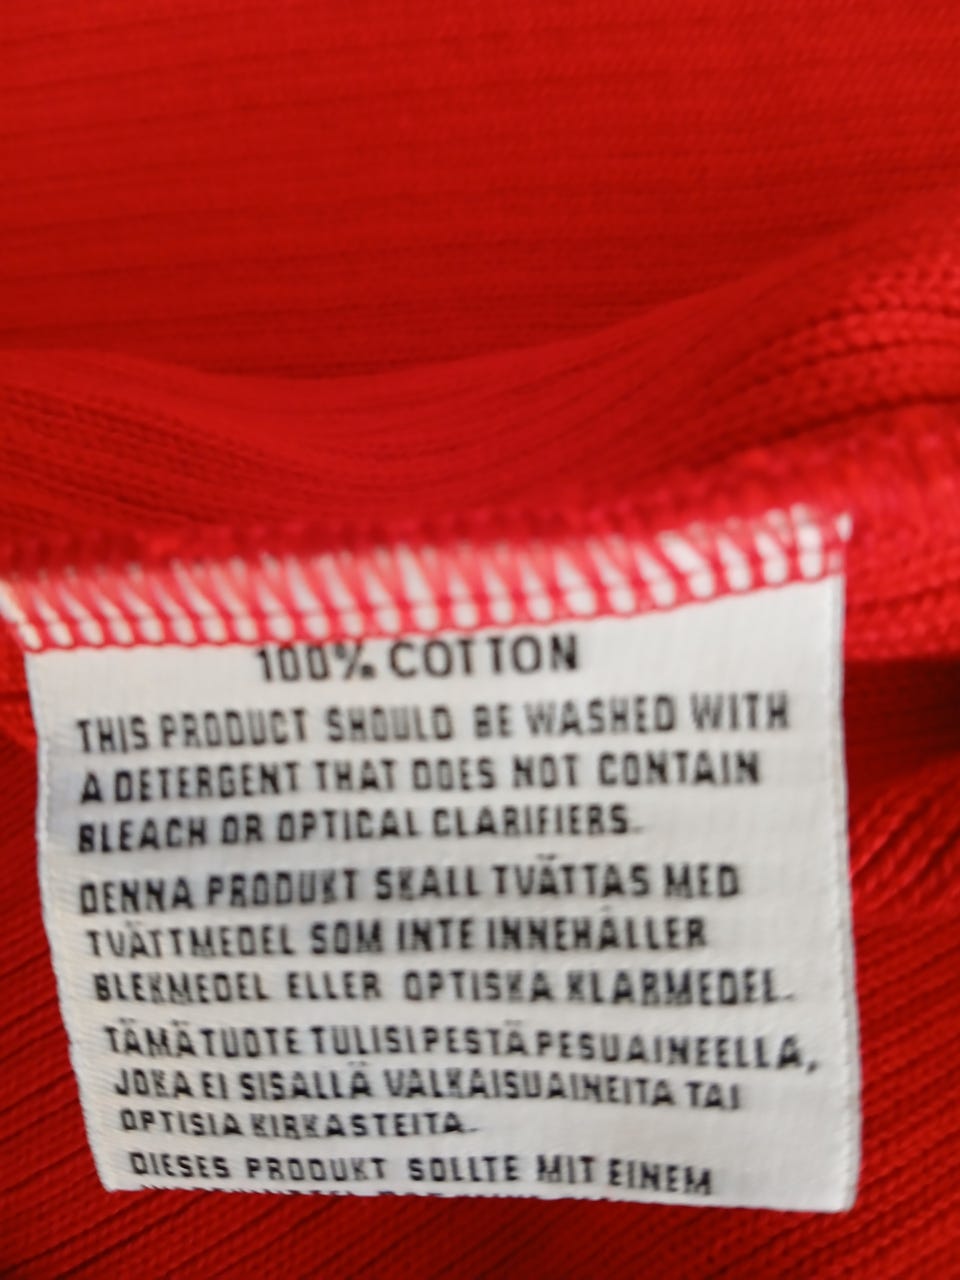 100% COTTON
THIS PRODUCT SHOULD BE WASHED WITH
A DETERGENT THAT DOES NOT CONTAIN
BLEACH OR OPTICAL CLARIFIERS.
DENNA PRODUKT SKALL TVÄTTAS MED
TVÄTTMEDEL SOM INTE INNEHÅLLER
BLEKMEDEL ELLER OPTISKA KLARMEDEL.
TÄMÄ TUOTE TULISI PESTÄ PESUAINEELLA,
JOKA EI SISALLÄ VALKAISUAINEITA TAI
OPTISIA KIRKASTEITA.
DIESES PRODUKT SOLLTE MIT EINEM